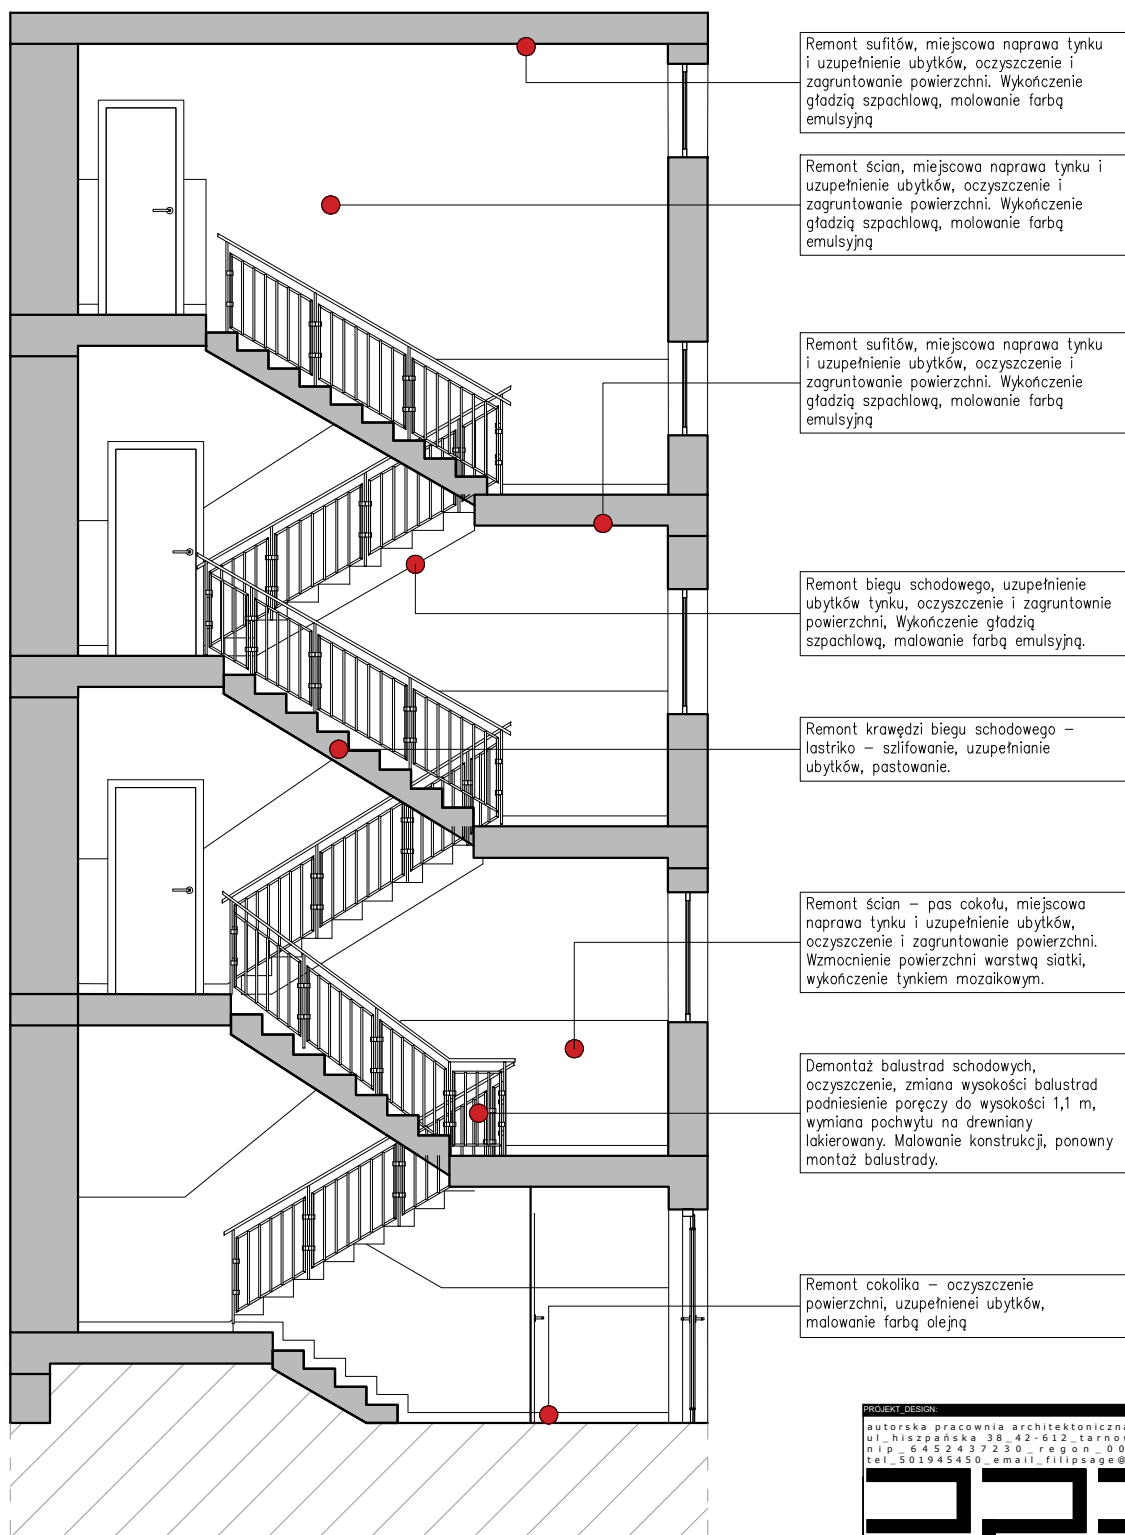 Remont sufitów, miejscowa naprawa tynku
i uzupełnienie ubytków, oczyszczenie i
zagruntowanie powierzchni. Wykończenie
gładzią szpachlową, molowanie farbą
emulsyjną
Remont ścian, miejscowa naprawa tynku i
uzupełnienie ubytków, oczyszczenie i
zagruntowanie powierzchni. Wykończenie
gładzią szpachlową, molowanie farbą
emulsyjną
Remont sufitów, miejscowa naprawa tynku
i uzupełnienie ubytków, oczyszczenie i
zagruntowanie powierzchni. Wykończenie
gładzią szpachlową, molowanie farbą
emulsyjną
Remont biegu schodowego, uzupełnienie
ubytków tynku, oczyszczenie i zagruntownie
powierzchni, Wykończenie gładzią
szpachlową, malowanie farbą emulsyjną.
Remont krawędzi biegu schodowego –
lastriko – szlifowanie, uzupełnianie
ubytków, pastowanie.
Remont ścian – pas cokołu, miejscowa
naprawa tynku i uzupełnienie ubytków,
oczyszczenie i zagruntowanie powierzchni.
Wzmocnienie powierzchni warstwą siatki,
wykończenie tynkiem mozaikowym.
Demontaż balustrad schodowych,
oczyszczenie, zmiana wysokości balustrad
podniesienie poręczy do wysokości 1,1 m,
wymiana pochwytu na drewniany
lakierowany. Malowanie konstrukcji, ponowny
montaż balustrady.
Remont cokolika – oczyszczenie
powierzchni, uzupełnienei ubytków,
malowanie farbą olejną
PROJEKT_DESIGN:
autorska pracownia architektoniczna
ul_hiszpańska 38_42-612_tarnow
nip_6452437230_regon_00
tel_501945450_email_filipsage@